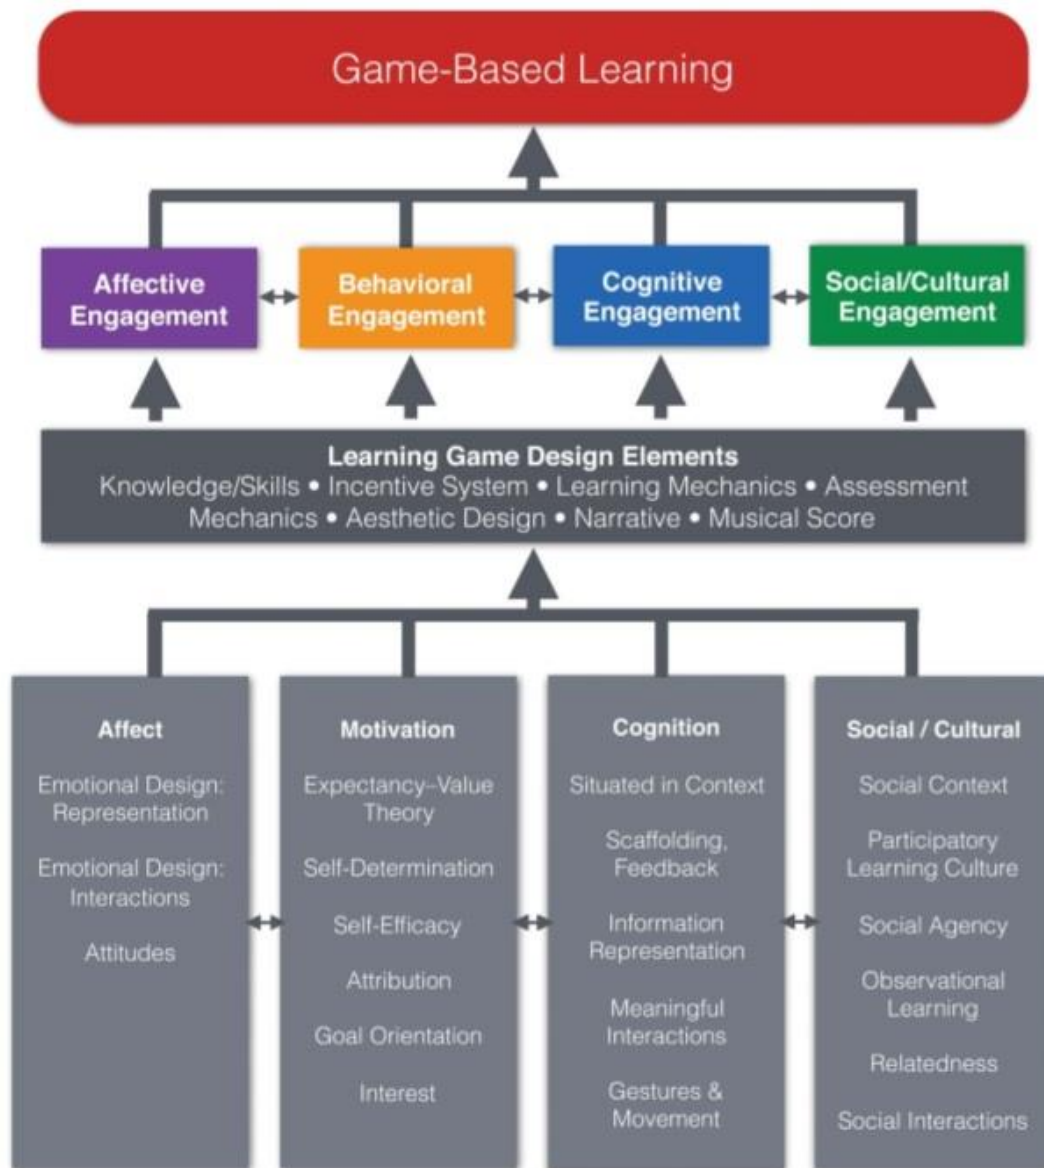 Game-Based Learning
Affective
Engagement
Behavioral
Engagement
Cognitive
Engagement
Social/Cultural
Engagement
Learning Game Design Elements
Knowledge/Skills • Incentive System • Learning Mechanics • Assessment
Mechanics • Aesthetic Design • Narrative • Musical Score
Affect
Emotional Design:
Representation
Emotional Design:
Interactions
Attitudes
Motivation
Expectancy–Value
Theory
Self-Determination
Self-Efficacy
Attribution
Goal Orientation
Interest
Cognition
Situated in Context
Scaffolding,
Feedback
Information
Representation
Meaningful
Interactions
Gestures &
Movement
Social / Cultural
Social Context
Participatory
Learning Culture
Social Agency
Observational
Learning
Relatedness
Social Interactions